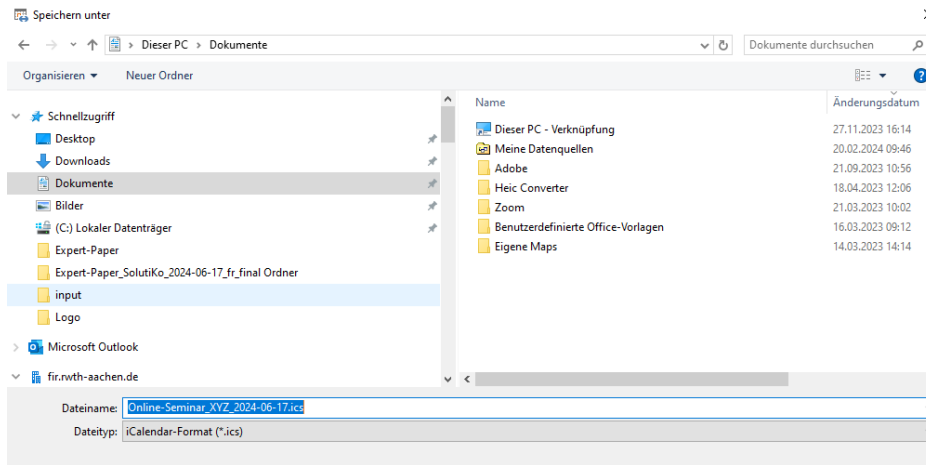 Speichern unter
Dieser PC > Dokumente
Dokumente durchsuchen
Organisieren
Neuer Ordner
Schnellzugriff
Desktop
Downloads
Dokumente
Bilder
(C:) Lokaler Datenträger
Expert-Paper
Expert-Paper_SolutiKo_2024-06-17_fr_final Ordner
input
Logo
Microsoft Outlook
fir.rwth-aachen.de
Name Änderungsdatum
Dieser PC - Verknüpfung 27.11.2023 16:14
Meine Datenquellen 20.02.2024 09:46
Adobe 21.09.2023 10:56
Heic Converter 18.04.2023 12:06
Zoom 21.03.2023 10:02
Benutzerdefinierte Office-Vorlagen 16.03.2023 09:12
Eigene Maps 14.03.2023 14:14
Dateiname: Online-Seminar_XYZ_2024-06-17.ics
Dateityp: iCalendar-Format (*.ics)